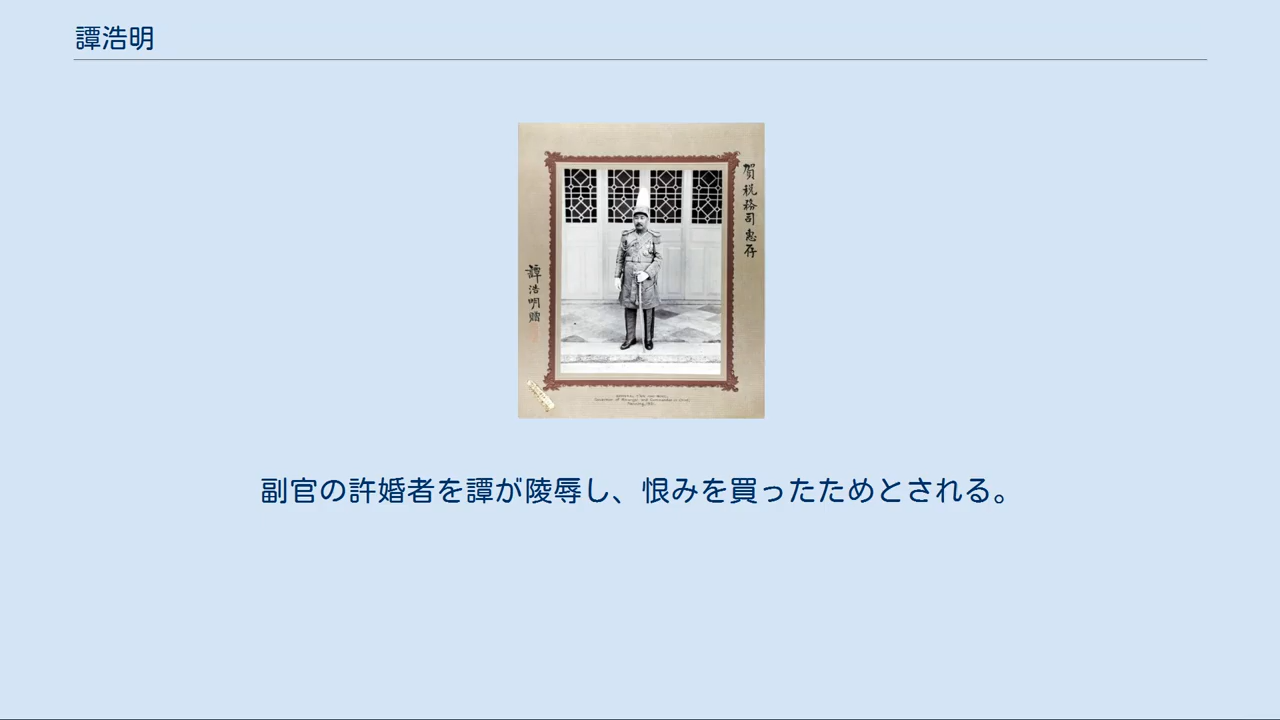 譚浩明
賀税務司惠存
譚浩明贈
副官の許婚者を譚が陵辱し、恨みを買ったためとされる。